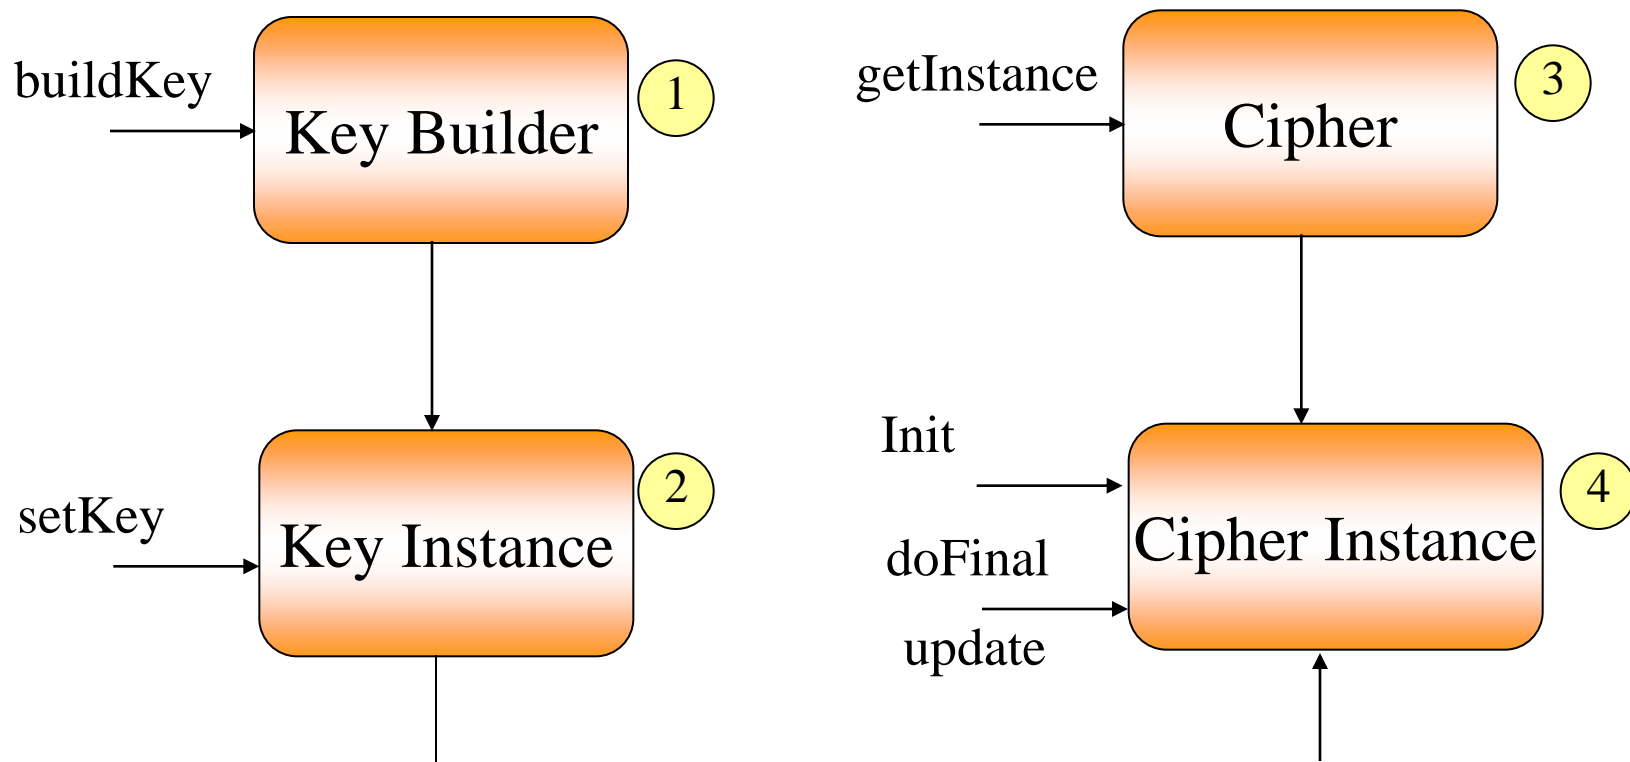 buildKey
Key Builder
1
getInstance
Cipher
3
setKey
Key Instance
2
Init
doFinal
update
Cipher Instance
4